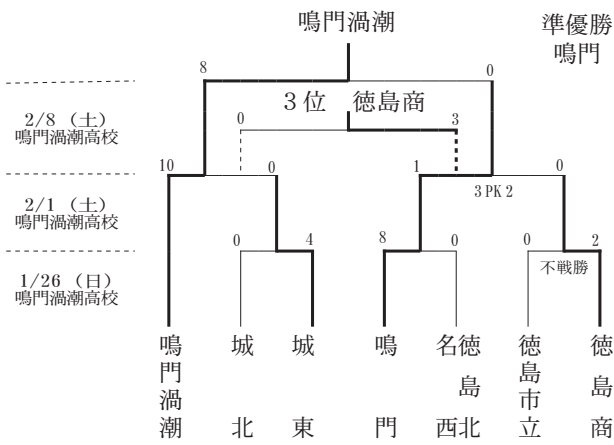 鳴門渦潮
準優勝
鳴門
8
0
3位 徳島商
0
3
2/8 (土)
鳴門渦潮高校
10
0
1
0
3 PK 2
2/1 (土)
鳴門渦潮高校
0
4
8
0
0
2
不戦勝
1/26 (日)
鳴門渦潮高校
鳴門渦潮
城北
城東
鳴門
名西
徳島北
徳島市立
徳島商